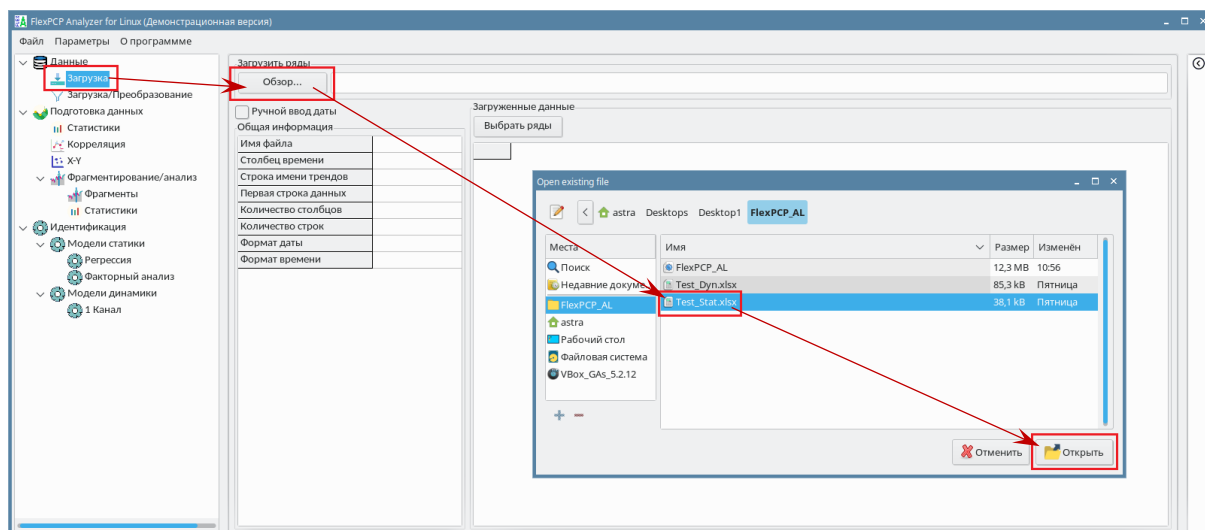 FlexPCP Analyzer for Linux (Демонстрационная версия)
Файл Параметры О программме
Данные
Загрузка
Загрузка/Преобразование
Подготовка данных
Статистики
Корреляция
X-Y
Фрагментирование/анализ
Фрагменты
Статистики
Идентификация
Модели статики
Регрессия
Факторный анализ
Модели динамики
1 Канал
Загрузить ряды
Обзор...
Ручной ввод даты
Общая информация
Имя файла
Столбец времени
Строка имени трендов
Первая строка данных
Количество столбцов
Количество строк
Формат даты
Формат времени
Загруженные данные
Выбрать ряды
Open existing file
astra Desktops Desktop1 FlexPCP_AL
Места
Поиск
Недавние докуме
FlexPCP_AL
astra
Рабочий стол
Файловая система
VBox_GAs_5.2.12
Имя Размер Изменён
FlexPCP_AL 12,3 MB 10:56
Test_Dyn.xlsx 85,3 kB Пятница
Test_Stat.xlsx 38,1 kB Пятница
Отменить Открыть